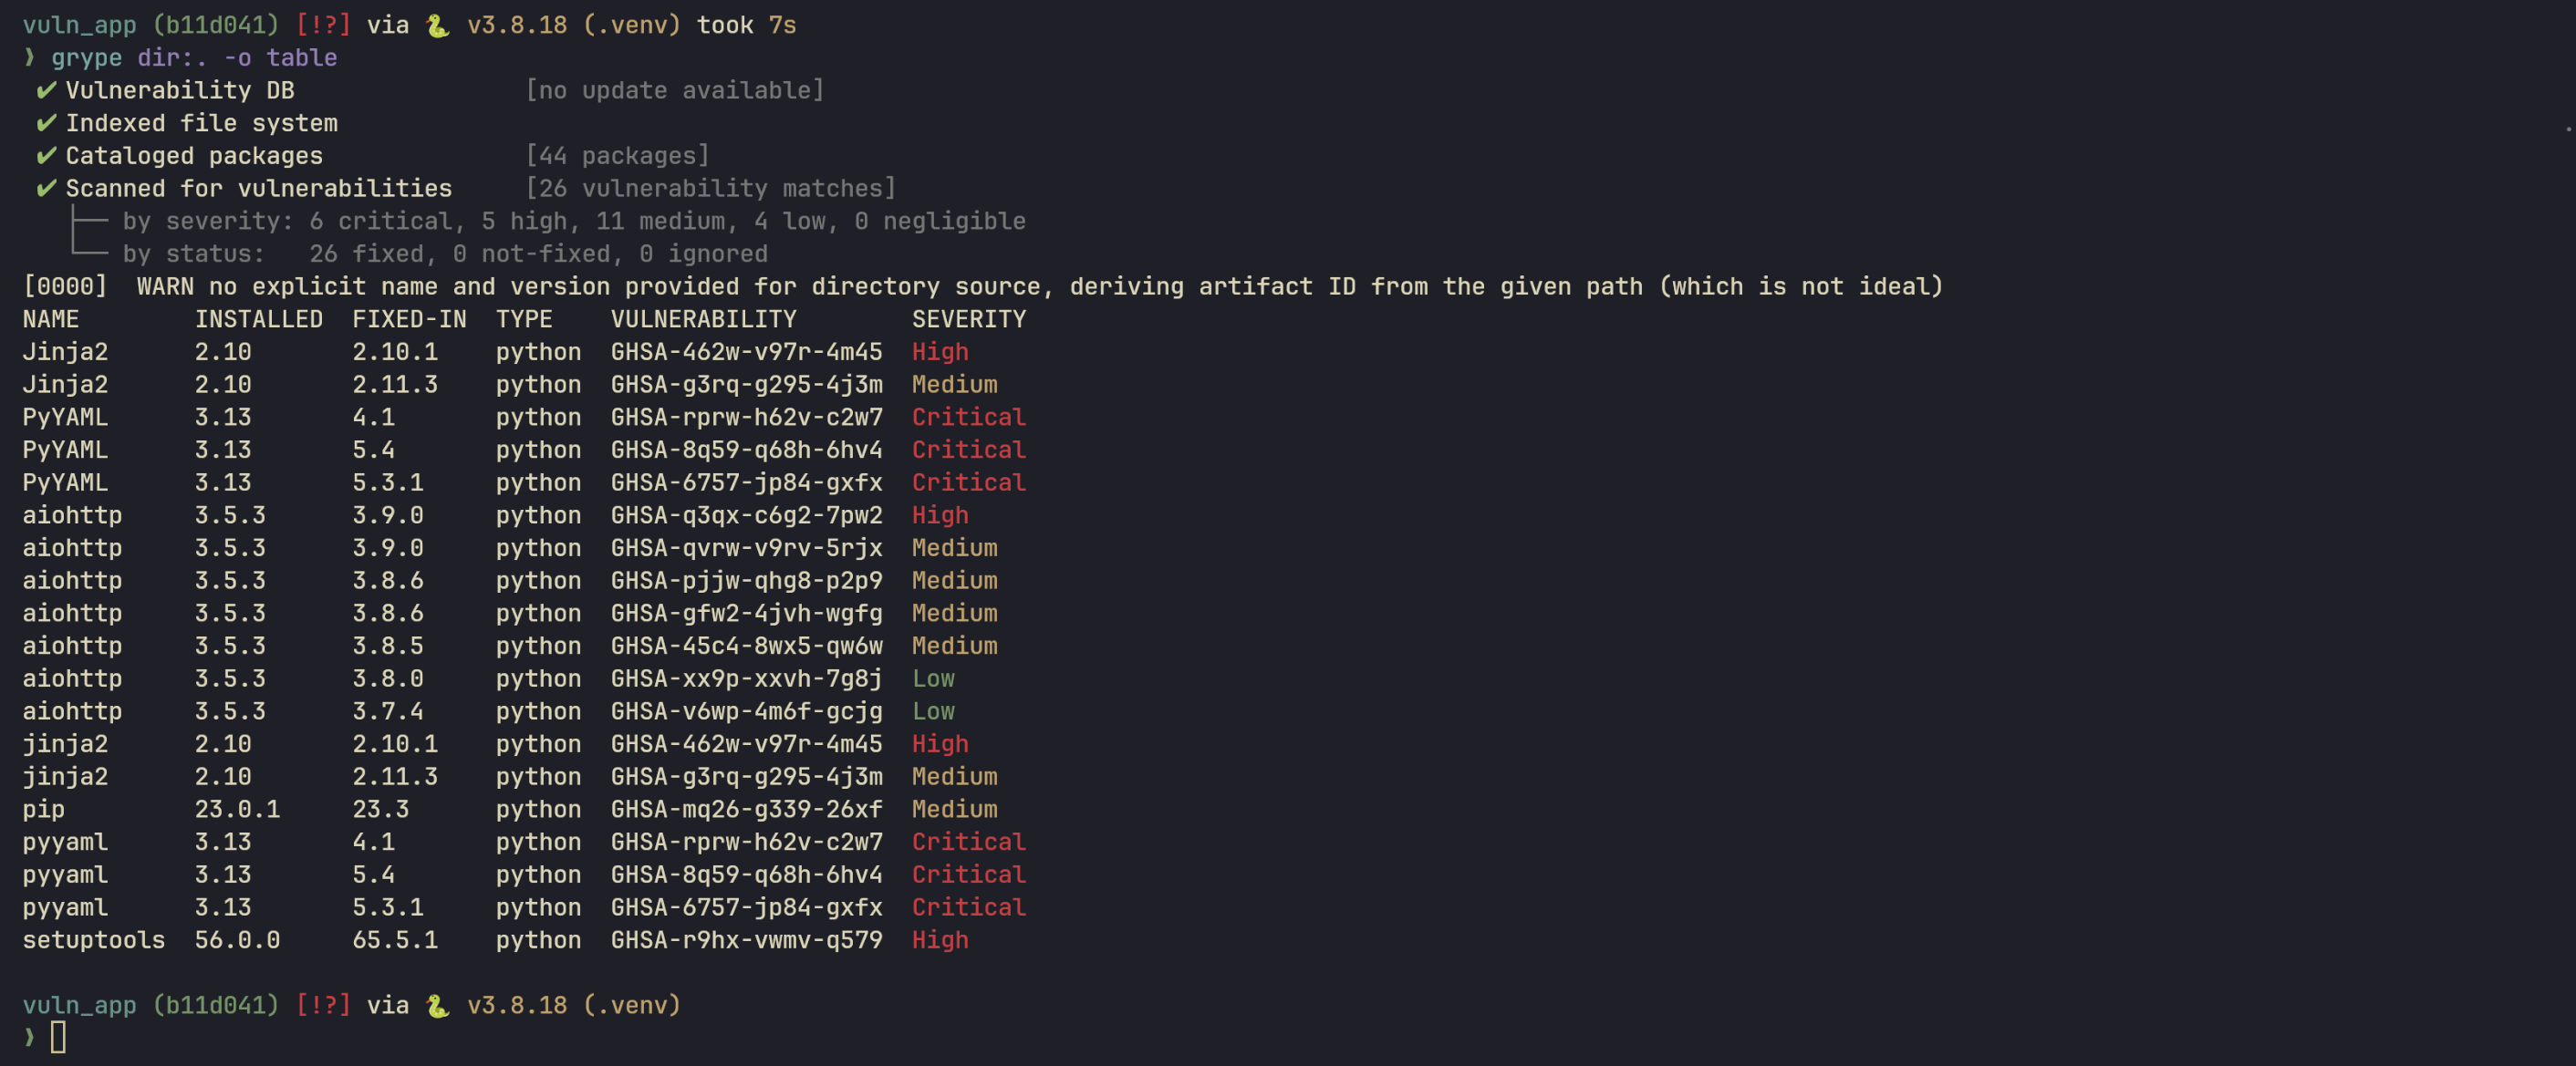 vuln_app (b11d041) [!?] via 🐍 v3.8.18 (.venv) took 7s
❱ grype dir:. -o table
✔ Vulnerability DB                [no update available]
✔ Indexed file system
✔ Cataloged packages              [44 packages]
✔ Scanned for vulnerabilities     [26 vulnerability matches]
├── by severity: 6 critical, 5 high, 11 medium, 4 low, 0 negligible
└── by status:   26 fixed, 0 not-fixed, 0 ignored
[0000]  WARN no explicit name and version provided for directory source, deriving artifact ID from the given path (which is not ideal)
NAME        INSTALLED  FIXED-IN  TYPE    VULNERABILITY        SEVERITY
Jinja2      2.10       2.10.1    python  GHSA-462w-v97r-4m45  High
Jinja2      2.10       2.11.3    python  GHSA-g3rq-g295-4j3m  Medium
PyYAML      3.13       4.1       python  GHSA-rprw-h62v-c2w7  Critical
PyYAML      3.13       5.4       python  GHSA-8q59-q68h-6hv4  Critical
PyYAML      3.13       5.3.1     python  GHSA-6757-jp84-gxfx  Critical
aiohttp     3.5.3      3.9.0     python  GHSA-q3qx-c6g2-7pw2  High
aiohttp     3.5.3      3.9.0     python  GHSA-qvrw-v9rv-5rjx  Medium
aiohttp     3.5.3      3.8.6     python  GHSA-pjjw-qhg8-p2p9  Medium
aiohttp     3.5.3      3.8.6     python  GHSA-gfw2-4jvh-wgfg  Medium
aiohttp     3.5.3      3.8.5     python  GHSA-45c4-8wx5-qw6w  Medium
aiohttp     3.5.3      3.8.0     python  GHSA-xx9p-xxvh-7g8j  Low
aiohttp     3.5.3      3.7.4     python  GHSA-v6wp-4m6f-gcjg  Low
jinja2      2.10       2.10.1    python  GHSA-462w-v97r-4m45  High
jinja2      2.10       2.11.3    python  GHSA-g3rq-g295-4j3m  Medium
pip         23.0.1     23.3      python  GHSA-mq26-g339-26xf  Medium
pyyaml      3.13       4.1       python  GHSA-rprw-h62v-c2w7  Critical
pyyaml      3.13       5.4       python  GHSA-8q59-q68h-6hv4  Critical
pyyaml      3.13       5.3.1     python  GHSA-6757-jp84-gxfx  Critical
setuptools  56.0.0     65.5.1    python  GHSA-r9hx-vwmv-q579  High
vuln_app (b11d041) [!?] via 🐍 v3.8.18 (.venv)
❱